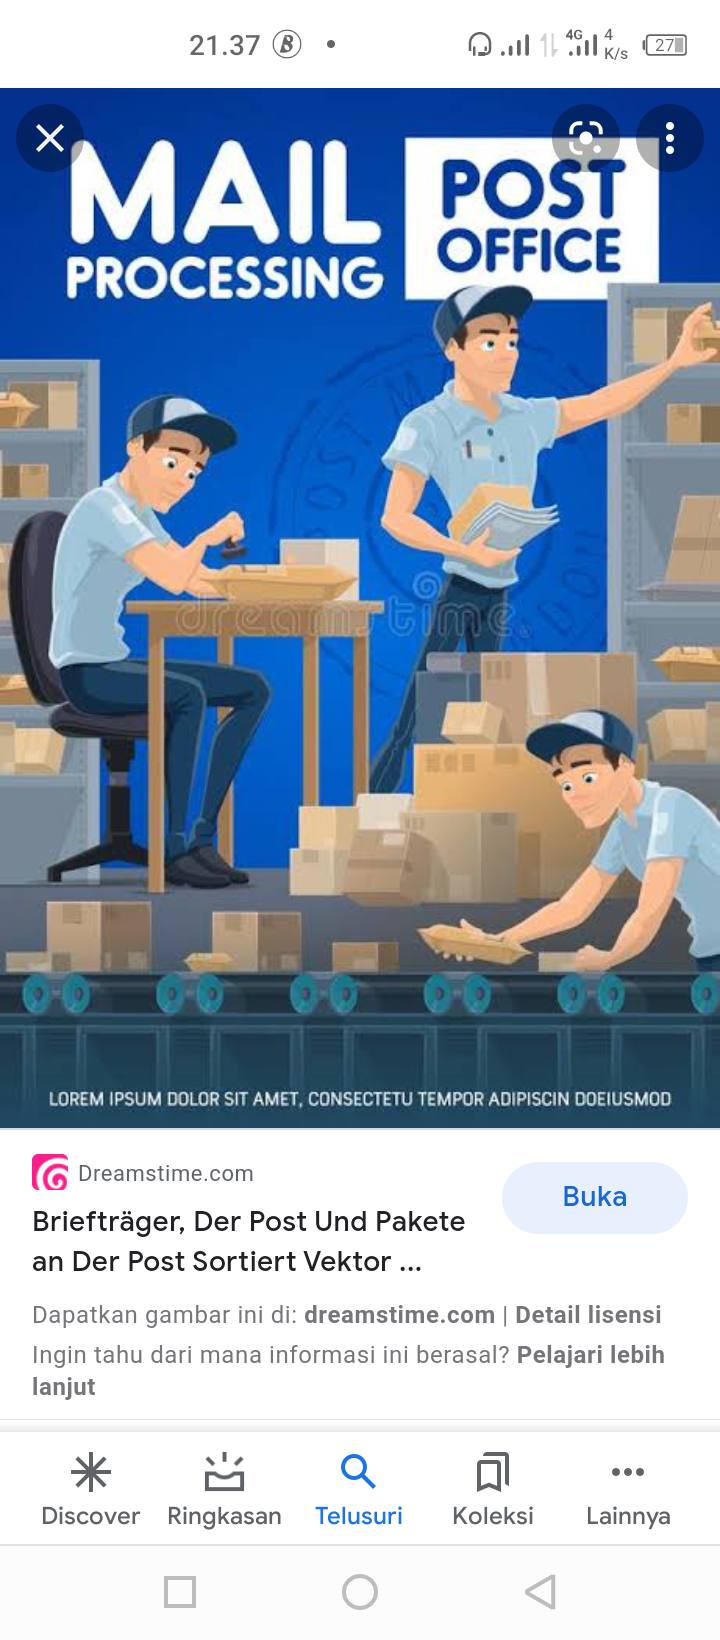 21.37
4G
4
K/s
27
MAIL
PROCESSING
POST
OFFICE
POST M
dreamstime.
LOREM IPSUM DOLOR SIT AMET, CONSECTETU TEMPOR ADIPISCIN DOEIUSMOD
Dreamstime.com
Buka
Briefträger, Der Post Und Pakete
an Der Post Sortiert Vektor ...
Dapatkan gambar ini di: dreamstime.com | Detail lisensi
Ingin tahu dari mana informasi ini berasal? Pelajari lebih
lanjut
Discover
Ringkasan
Telusuri
Koleksi
Lainnya